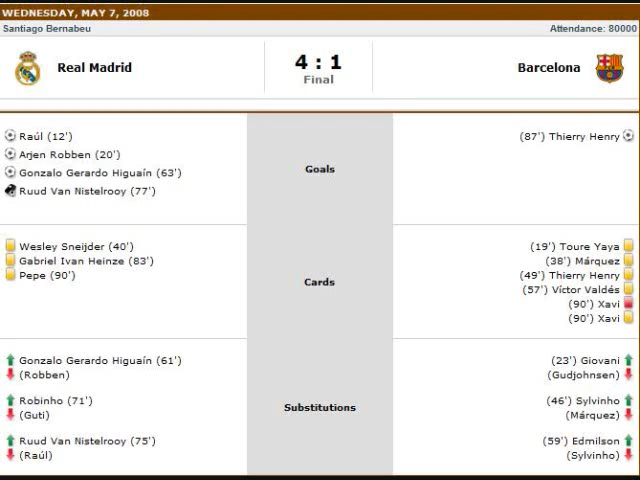 WEDNESDAY, MAY 7, 2008
Santiago Bernabeu
Attendance: 80000
Real Madrid
4 : 1
Final
Barcelona
Raúl (12')
Arjen Robben (20')
Gonzalo Gerardo Higuaín (63')
Ruud Van Nistelrooy (77')
Goals
(87') Thierry Henry
Wesley Sneijder (40')
Gabriel Ivan Heinze (83')
Pepe (90')
Cards
(19') Toure Yaya
(38') Márquez
(49') Thierry Henry
(57') Víctor Valdés
(90') Xavi
(90') Xavi
Gonzalo Gerardo Higuaín (61')
(Robben)
Robinho (71')
(Guti)
Ruud Van Nistelrooy (75')
(Raúl)
Substitutions
(23') Giovani
(Gudjohnsen)
(46') Sylvinho
(Márquez)
(59') Edmilson
(Sylvinho)